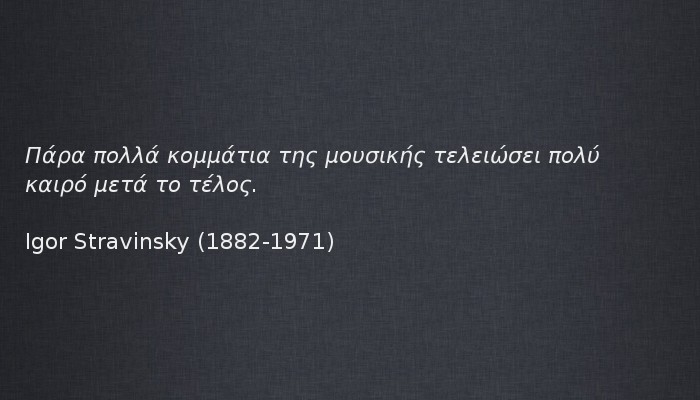 Πάρα πολλά κομμάτια της μουσικής τελειώσει πολύ
καιρό μετά το τέλος.
Igor Stravinsky (1882-1971)